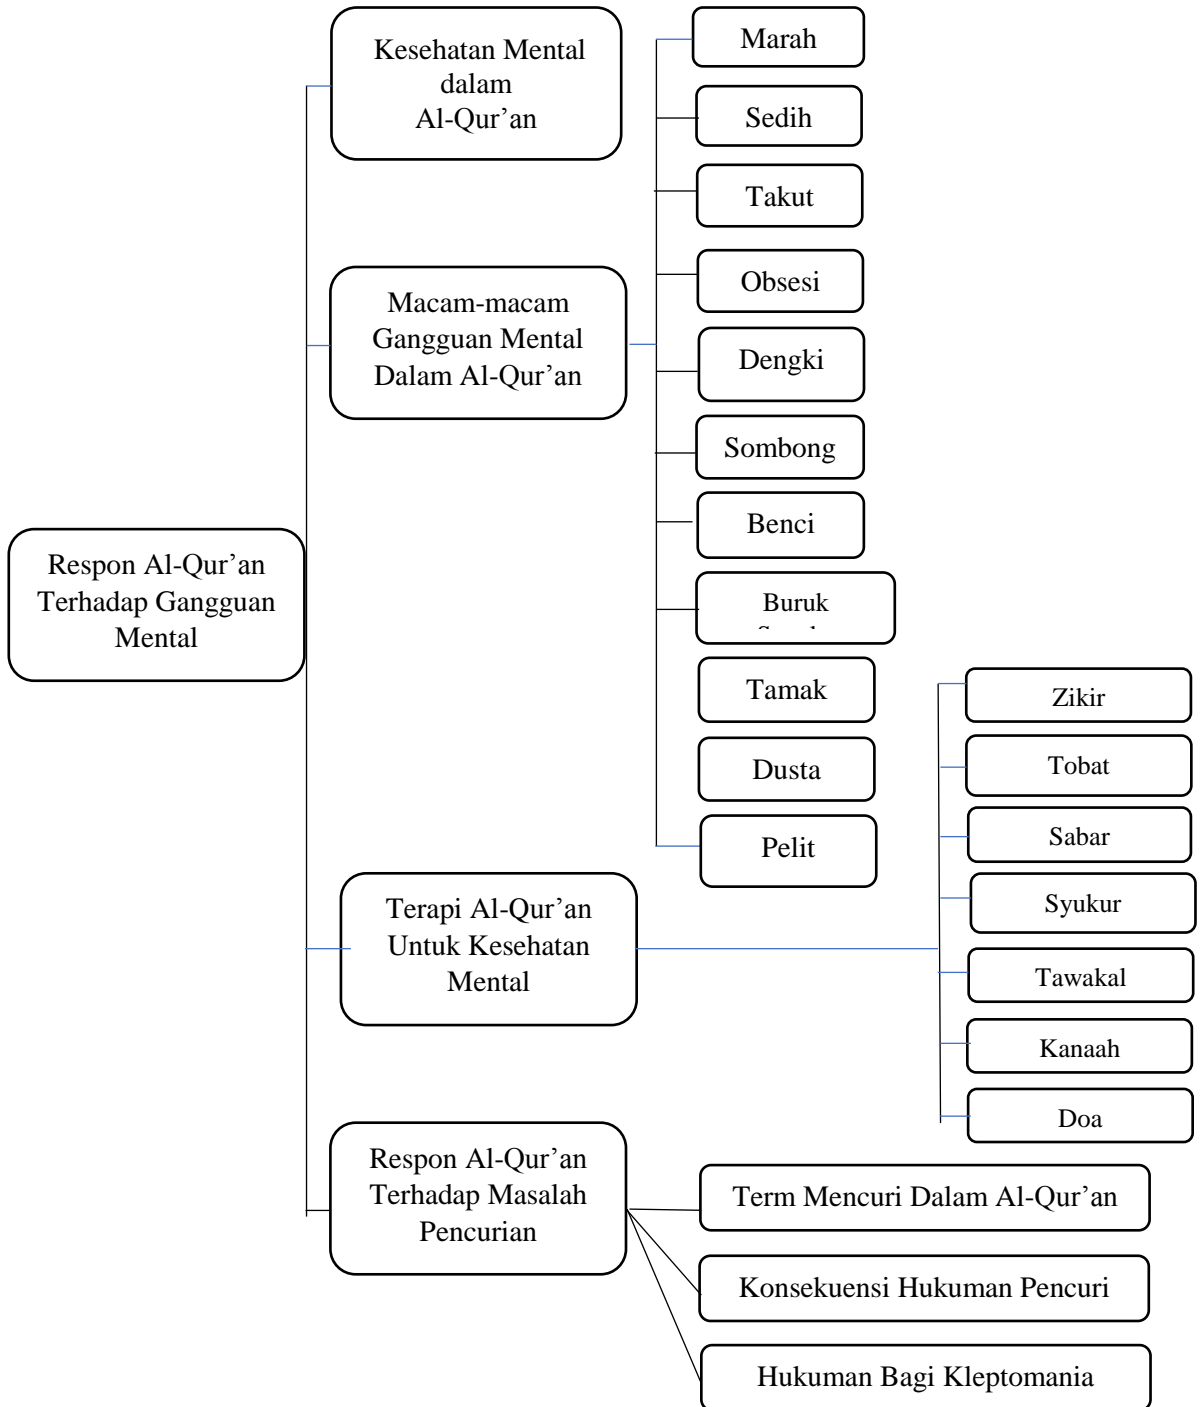 Kesehatan Mental
dalam
Al-Qur’an
Macam-macam
Gangguan Mental
Dalam Al-Qur’an
Marah
Sedih
Takut
Obsesi
Dengki
Sombong
Benci
Buruk
Tamak
Dusta
Pelit
Respon Al-Qur’an
Terhadap Gangguan
Mental
Terapi Al-Qur’an
Untuk Kesehatan
Mental
Zikir
Tobat
Sabar
Syukur
Tawakal
Kanaah
Doa
Respon Al-Qur’an
Terhadap Masalah
Pencurian
Term Mencuri Dalam Al-Qur’an
Konsekuensi Hukuman Pencuri
Hukuman Bagi Kleptomania